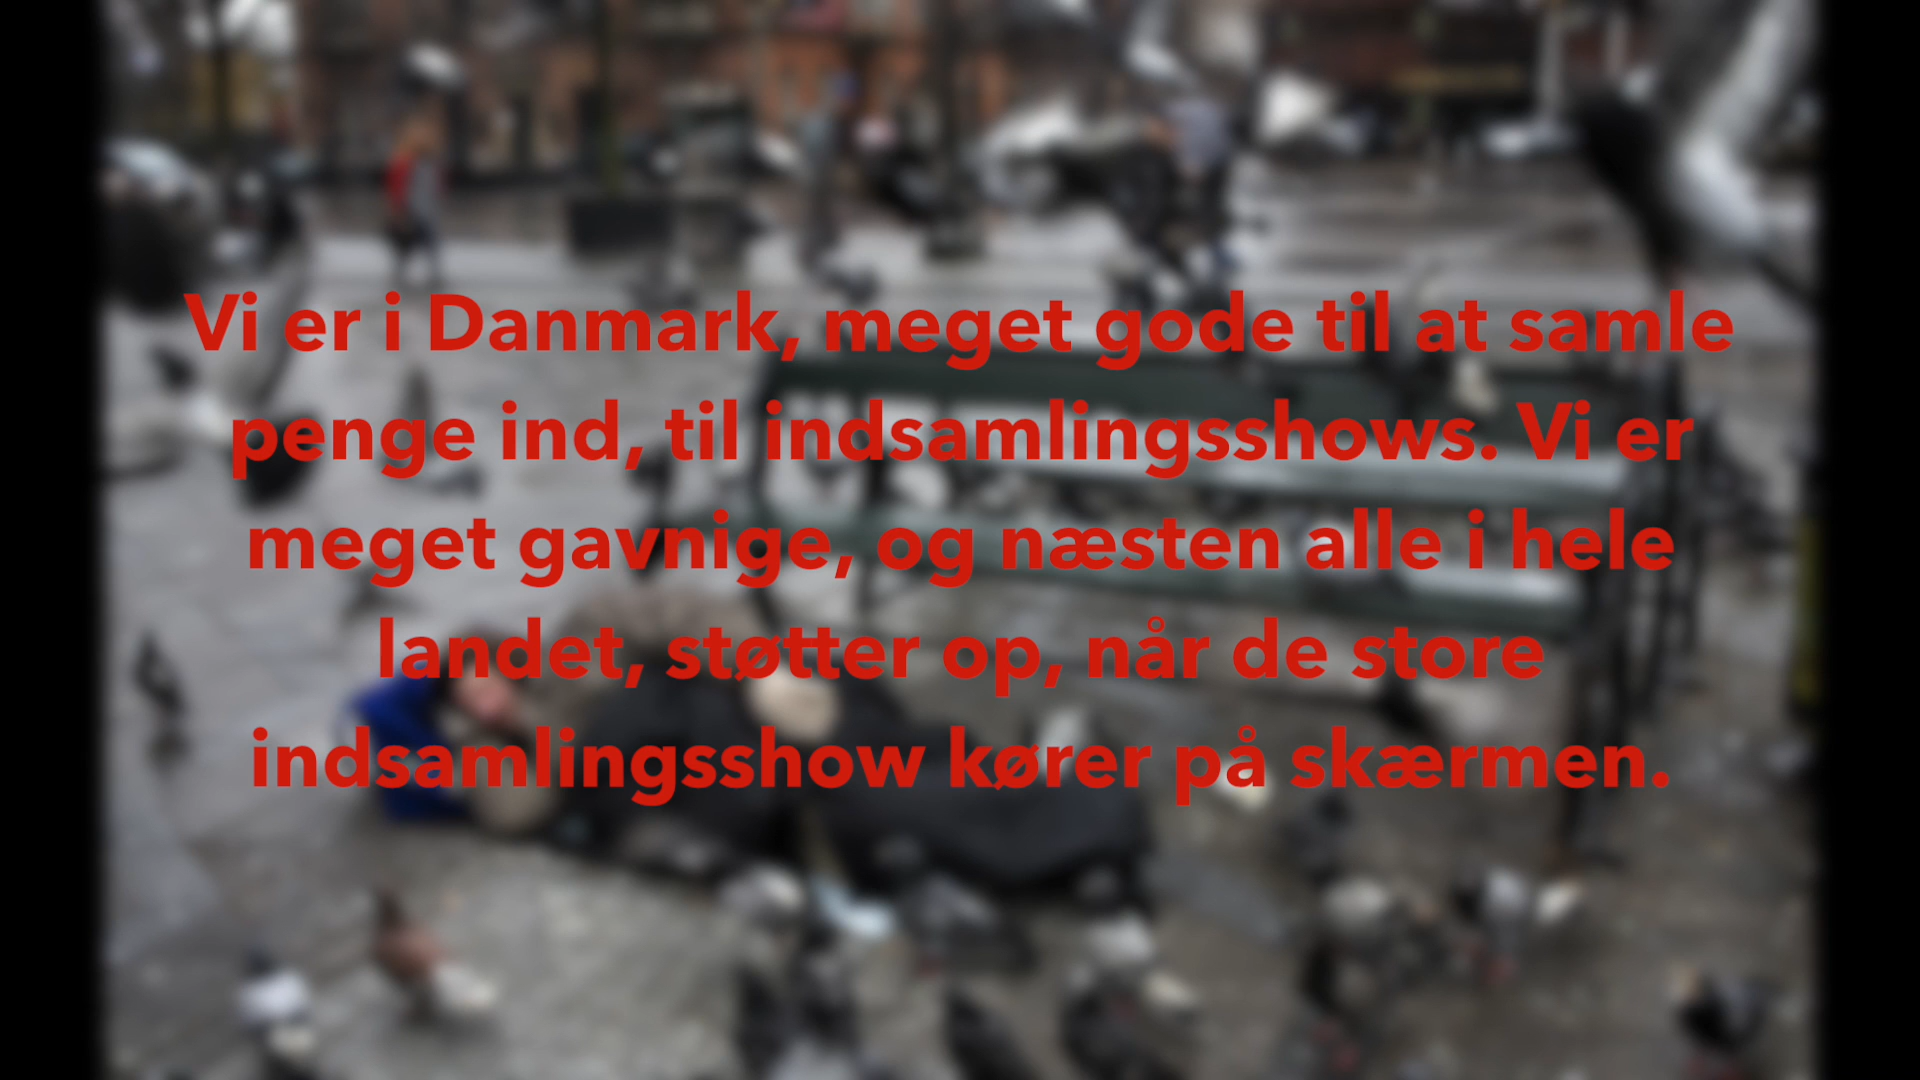 Vi er i Danmark, meget gode til at samle
penge ind, til indsamlingsshows. Vi er
meget gavnige, og næsten alle i hele
landet, støtter op, når de store
indsamlingsshow kører på skærmen.